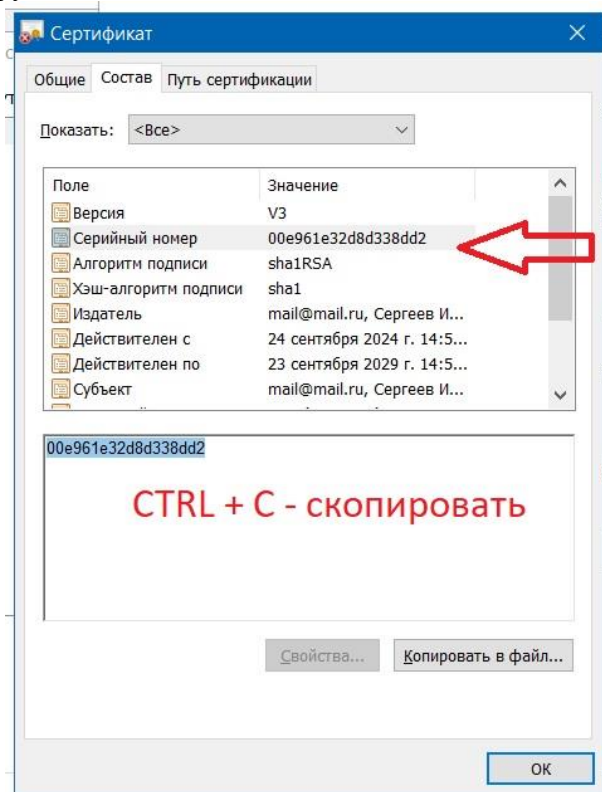 Сертификат
Общие Состав Путь сертификации
Показать: <Все>
Поле Значение
Версия V3
Серийный номер 00e961e32d8d338dd2
Алгоритм подписи sha1RSA
Хэш-алгоритм подписи sha1
Издатель mail@mail.ru, Сергеев И...
Действителен с 24 сентября 2024 г. 14:5...
Действителен по 23 сентября 2029 г. 14:5...
Субъект mail@mail.ru, Сергеев И...
00e961e32d8d338dd2
CTRL + C - скопировать
Свойства... Копировать в файл...
ОК